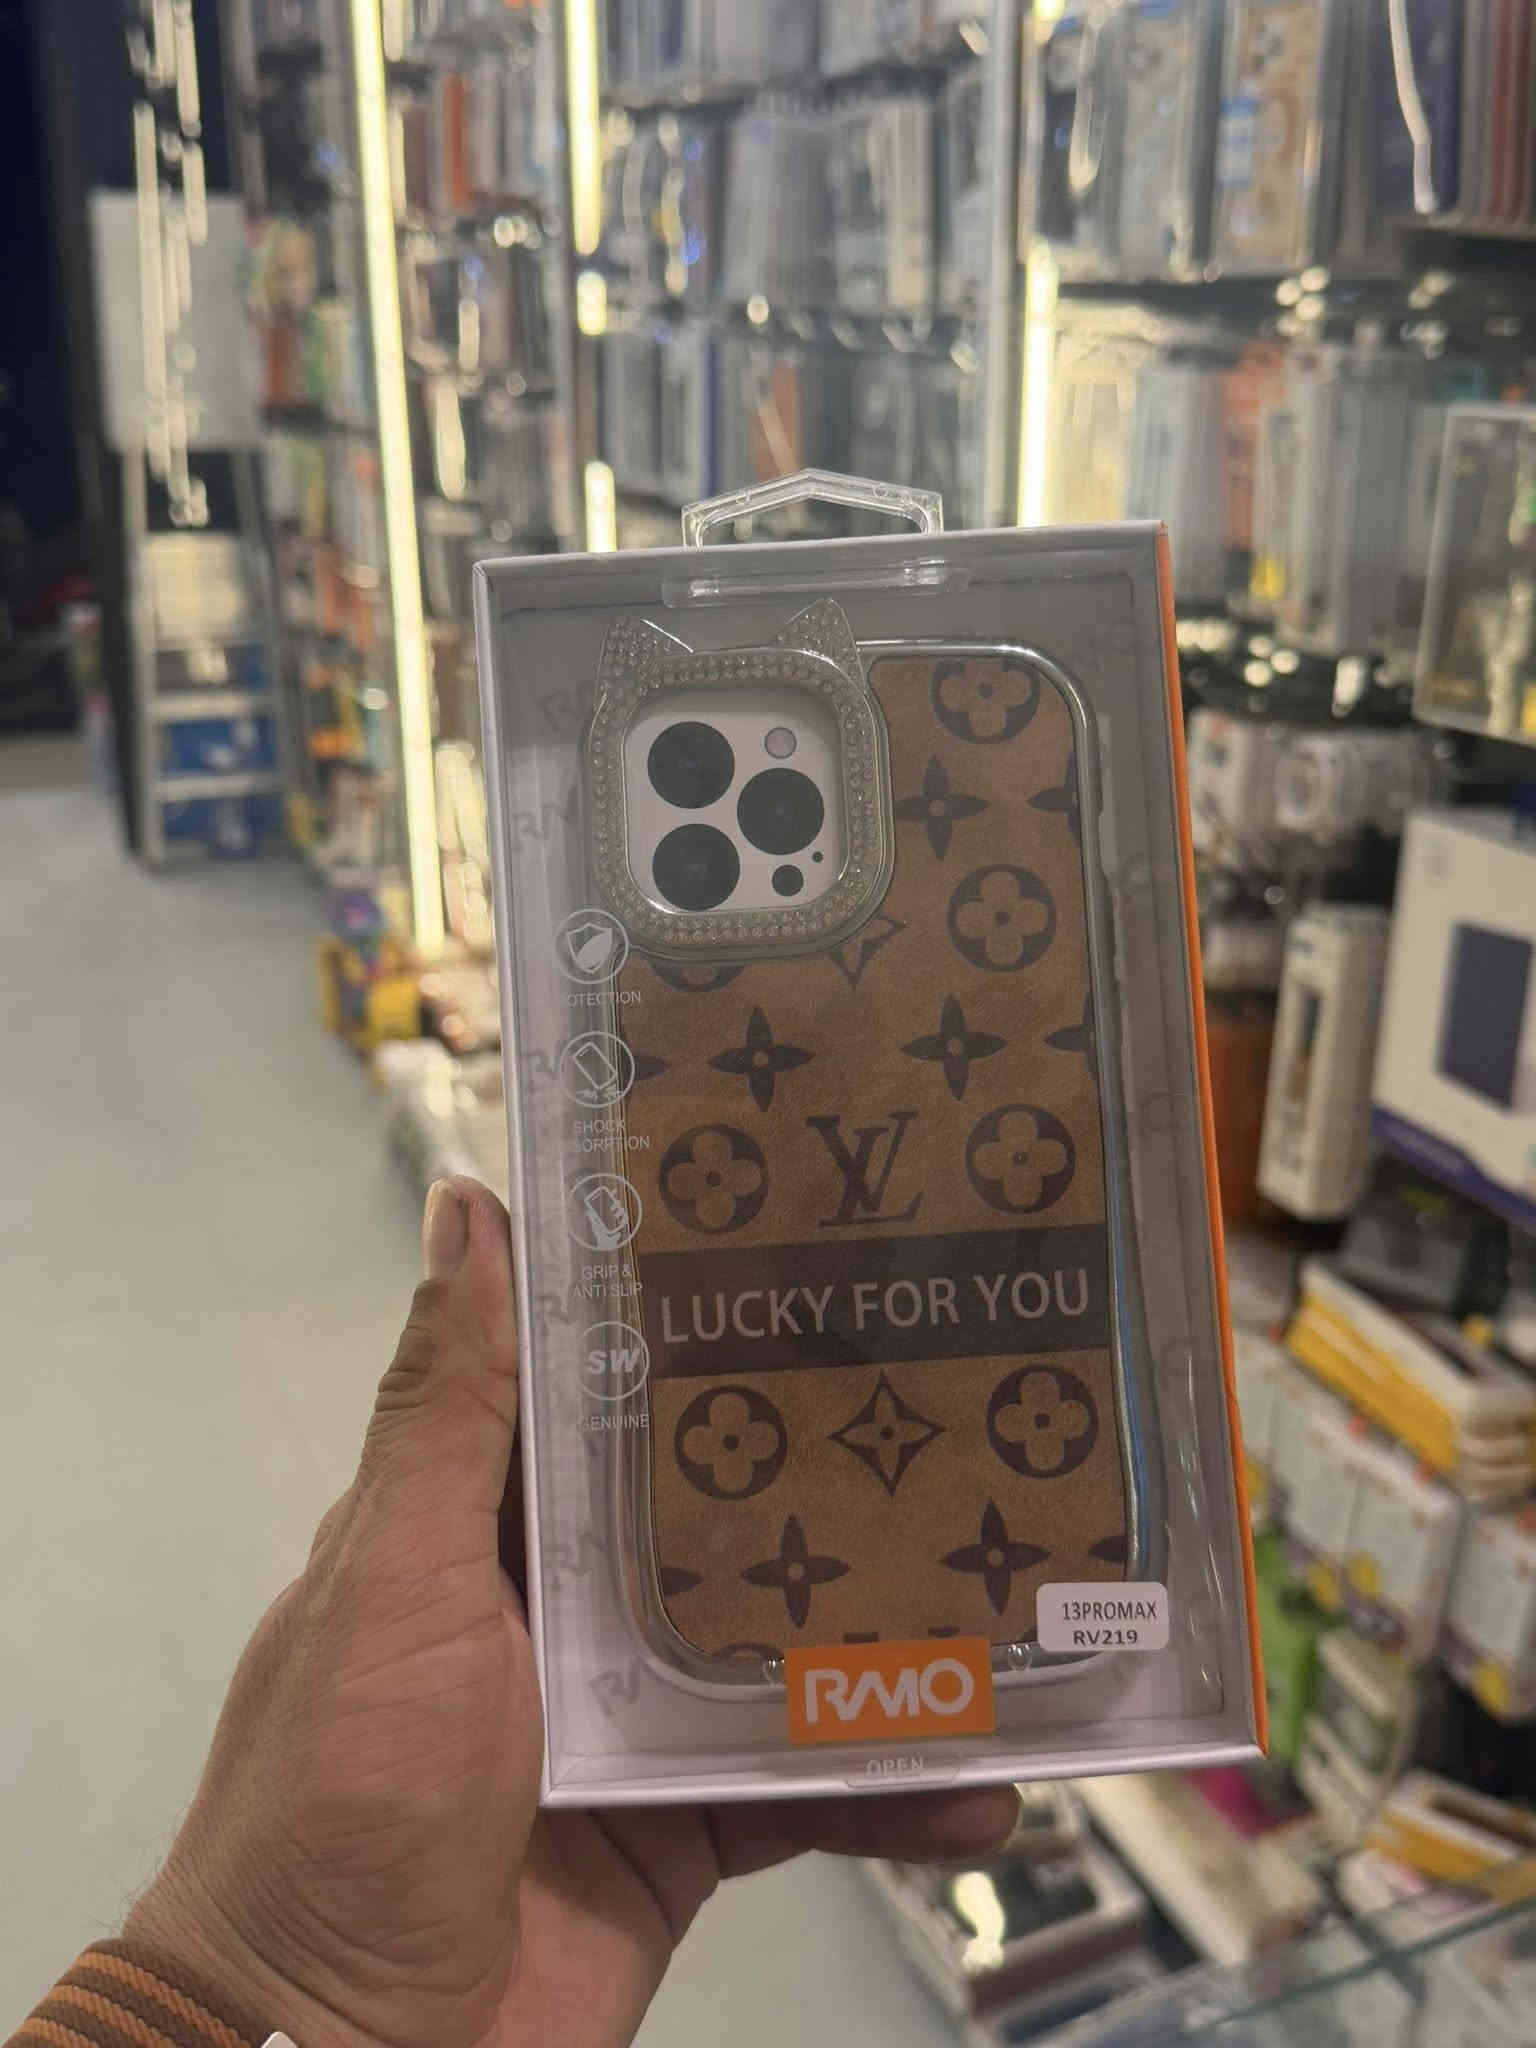 OTECTION
SHOCK
SORPTION
GRIP &
ANTI SLIP
SW
GENUINE
LV
LUCKY FOR YOU
13PROMAX
RV219
RMO
OPEN